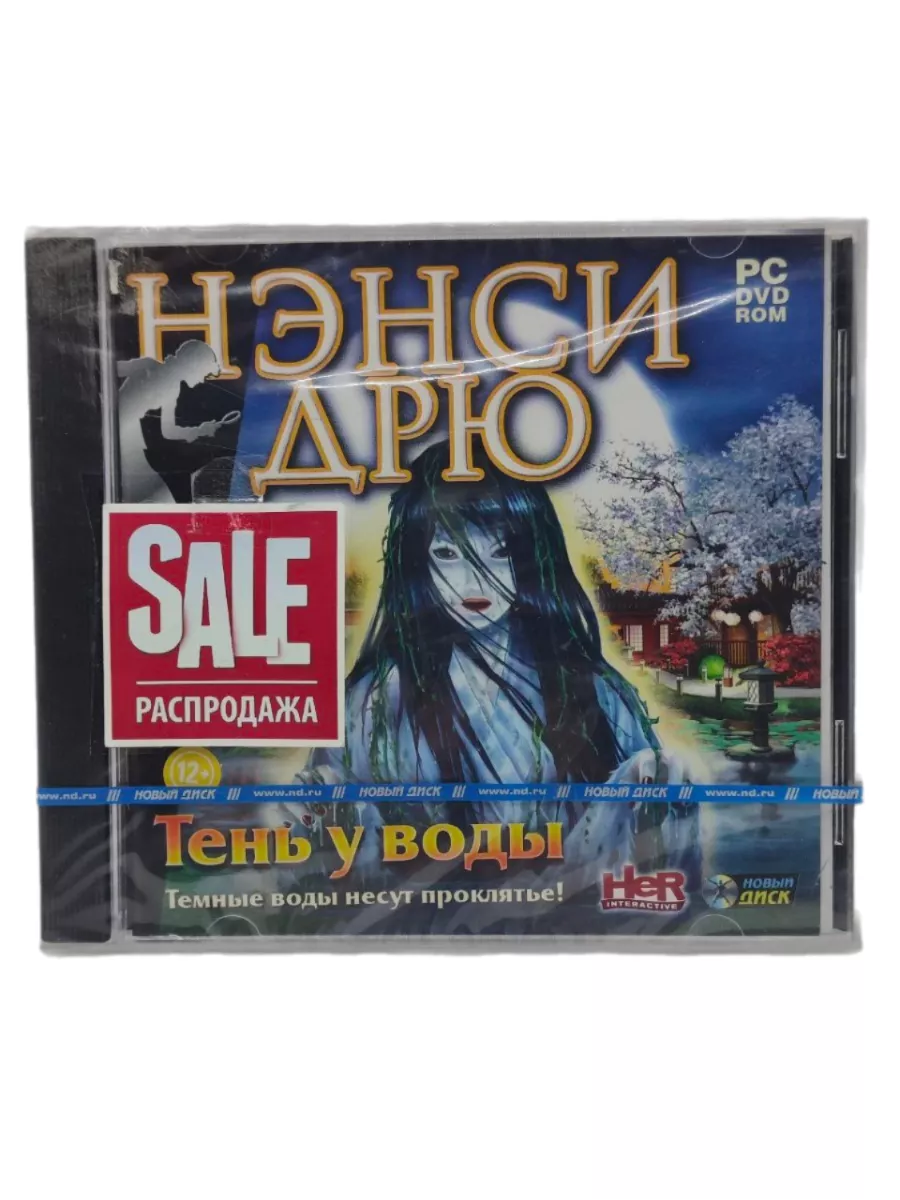 НЭНСИ
ДРЮ
PC
DVD
ROM
SALE
РАСПРОДАЖА
12+
www.nd.ru /// НОВЫЙ ДИСК /// www.nd.ru /// НОВЫЙ ДИСК /// www.nd.ru /// НОВЫЙ ДИСК /// www.nd.ru /// НОВЫЙ
Тень у воды
Темные воды несут проклятье!
HeR
INTERACTIVE
НОВЫЙ
ДИСК